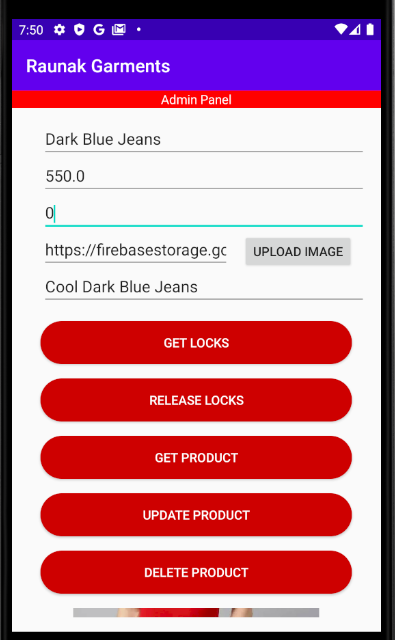 7:50
Raunak Garments
Admin Panel
Dark Blue Jeans
550.0
0
https://firebasestorage.gc UPLOAD IMAGE
Cool Dark Blue Jeans
GET LOCKS
RELEASE LOCKS
GET PRODUCT
UPDATE PRODUCT
DELETE PRODUCT